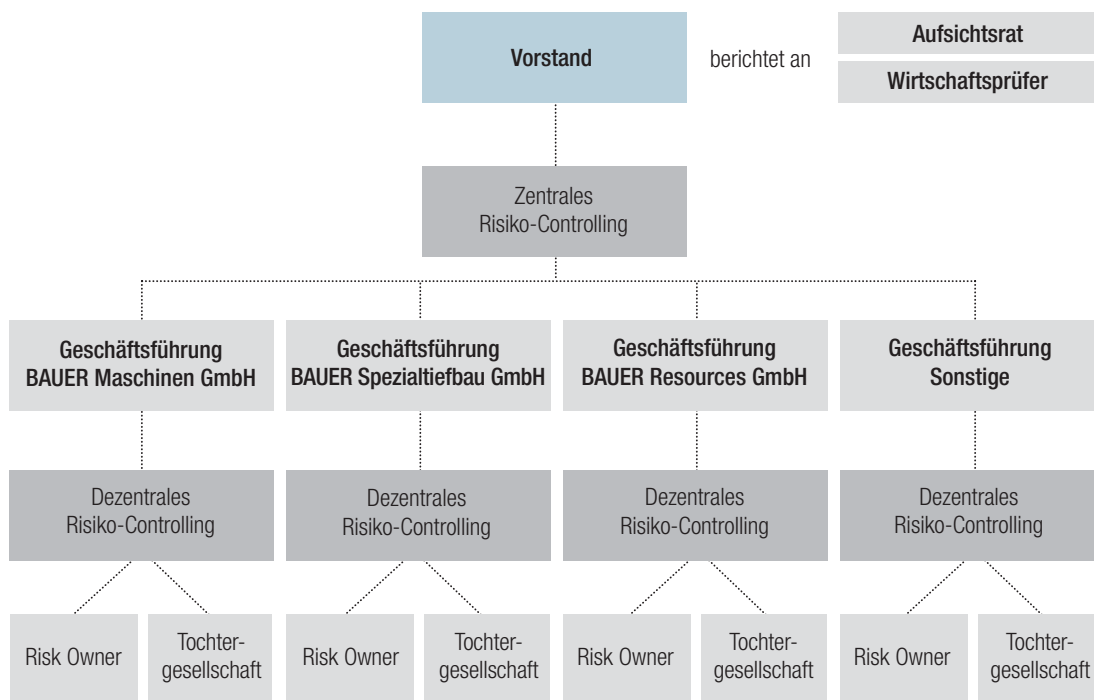 Vorstand
berichtet an
Aufsichtsrat
Wirtschaftsprüfer
Zentrales
Risiko-Controlling
Geschäftsführung
BAUER Maschinen GmbH
Geschäftsführung
BAUER Spezialtiefbau GmbH
Geschäftsführung
BAUER Resources GmbH
Geschäftsführung
Sonstige
Dezentrales
Risiko-Controlling
Dezentrales
Risiko-Controlling
Dezentrales
Risiko-Controlling
Dezentrales
Risiko-Controlling
Risk Owner
Tochter-
gesellschaft
Risk Owner
Tochter-
gesellschaft
Risk Owner
Tochter-
gesellschaft
Risk Owner
Tochter-
gesellschaft